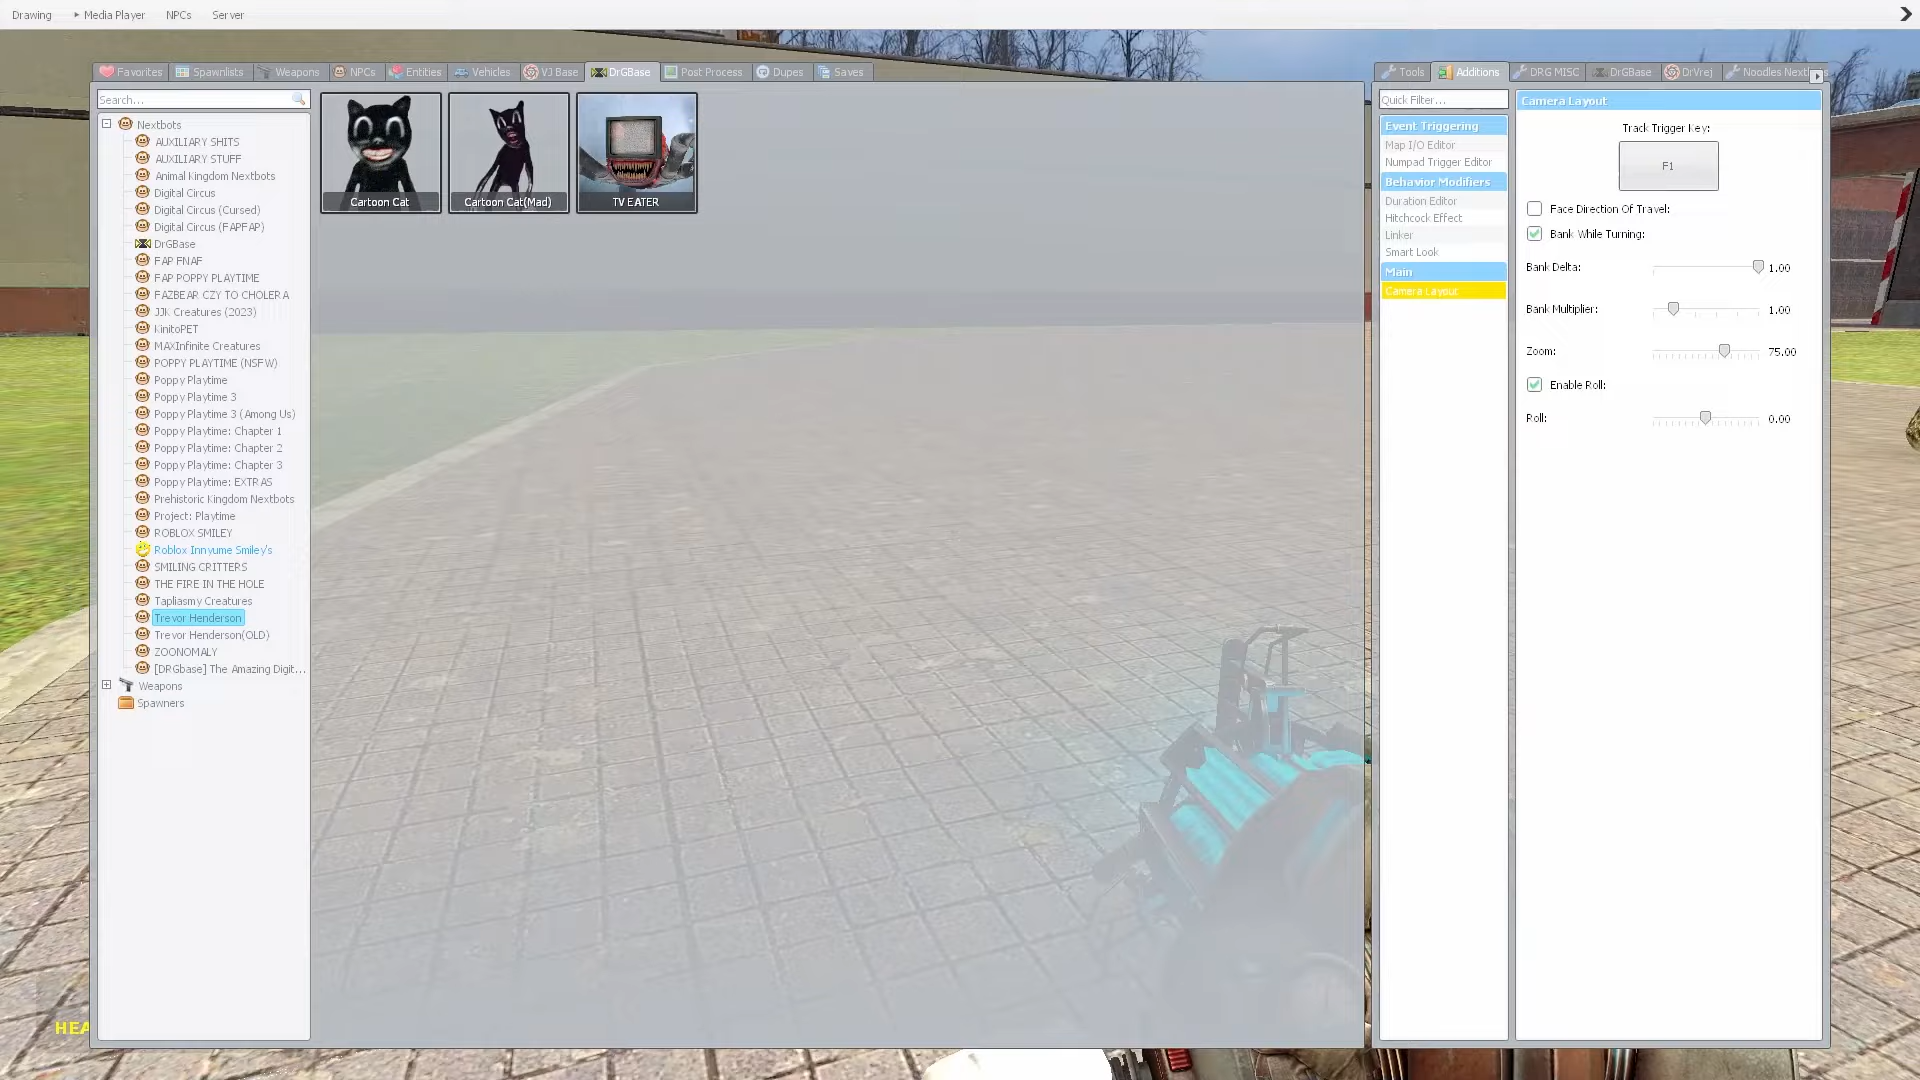 Drawing
Media Player
NPCs
Server
Favorites
Spawnlists
Weapons
NPCs
Entities
Vehicles
VJ Base
DrGBase
Post Process
Dupes
Saves
Tools
Additions
DRG MISC
DrGBase
DrVrej
Noodles Nextb
Search...
Nextbots
AUXILIARY SHITS
AUXILIARY STUFF
Animal Kingdom Nextbots
Digital Circus
Digital Circus (Cursed)
Digital Circus (FAPFAP)
DrGBase
FAP FNAF
FAP POPPY PLAYTIME
FAZBEAR CZY TO CHOLERA
JJK Creatures (2023)
KinitoPET
MAXInfinite Creatures
POPPY PLAYTIME (NSFW)
Poppy Playtime
Poppy Playtime 3
Poppy Playtime 3 (Among Us)
Poppy Playtime: Chapter 1
Poppy Playtime: Chapter 2
Poppy Playtime: Chapter 3
Poppy Playtime: EXTRAS
Prehistoric Kingdom Nextbots
Project: Playtime
ROBLOX SMILEY
Roblox Innyume Smiley's
SMILING CRITTERS
THE FIRE IN THE HOLE
Tapliasmy Creatures
Trevor Henderson
Trevor Henderson(OLD)
ZOONOMALY
[DRGbase] The Amazing Digit...
Weapons
Spawners
Cartoon Cat
Cartoon Cat(Mad)
TV EATER
Quick Filter...
Event Triggering
Map I/O Editor
Numpad Trigger Editor
Behavior Modifiers
Duration Editor
Hitchcock Effect
Linker
Smart Look
Main
Camera Layout
Camera Layout
Track Trigger Key:
F1
Face Direction Of Travel:
Bank While Turning:
Bank Delta: 1.00
Bank Multiplier: 1.00
Zoom: 75.00
Enable Roll:
Roll: 0.00
HEA